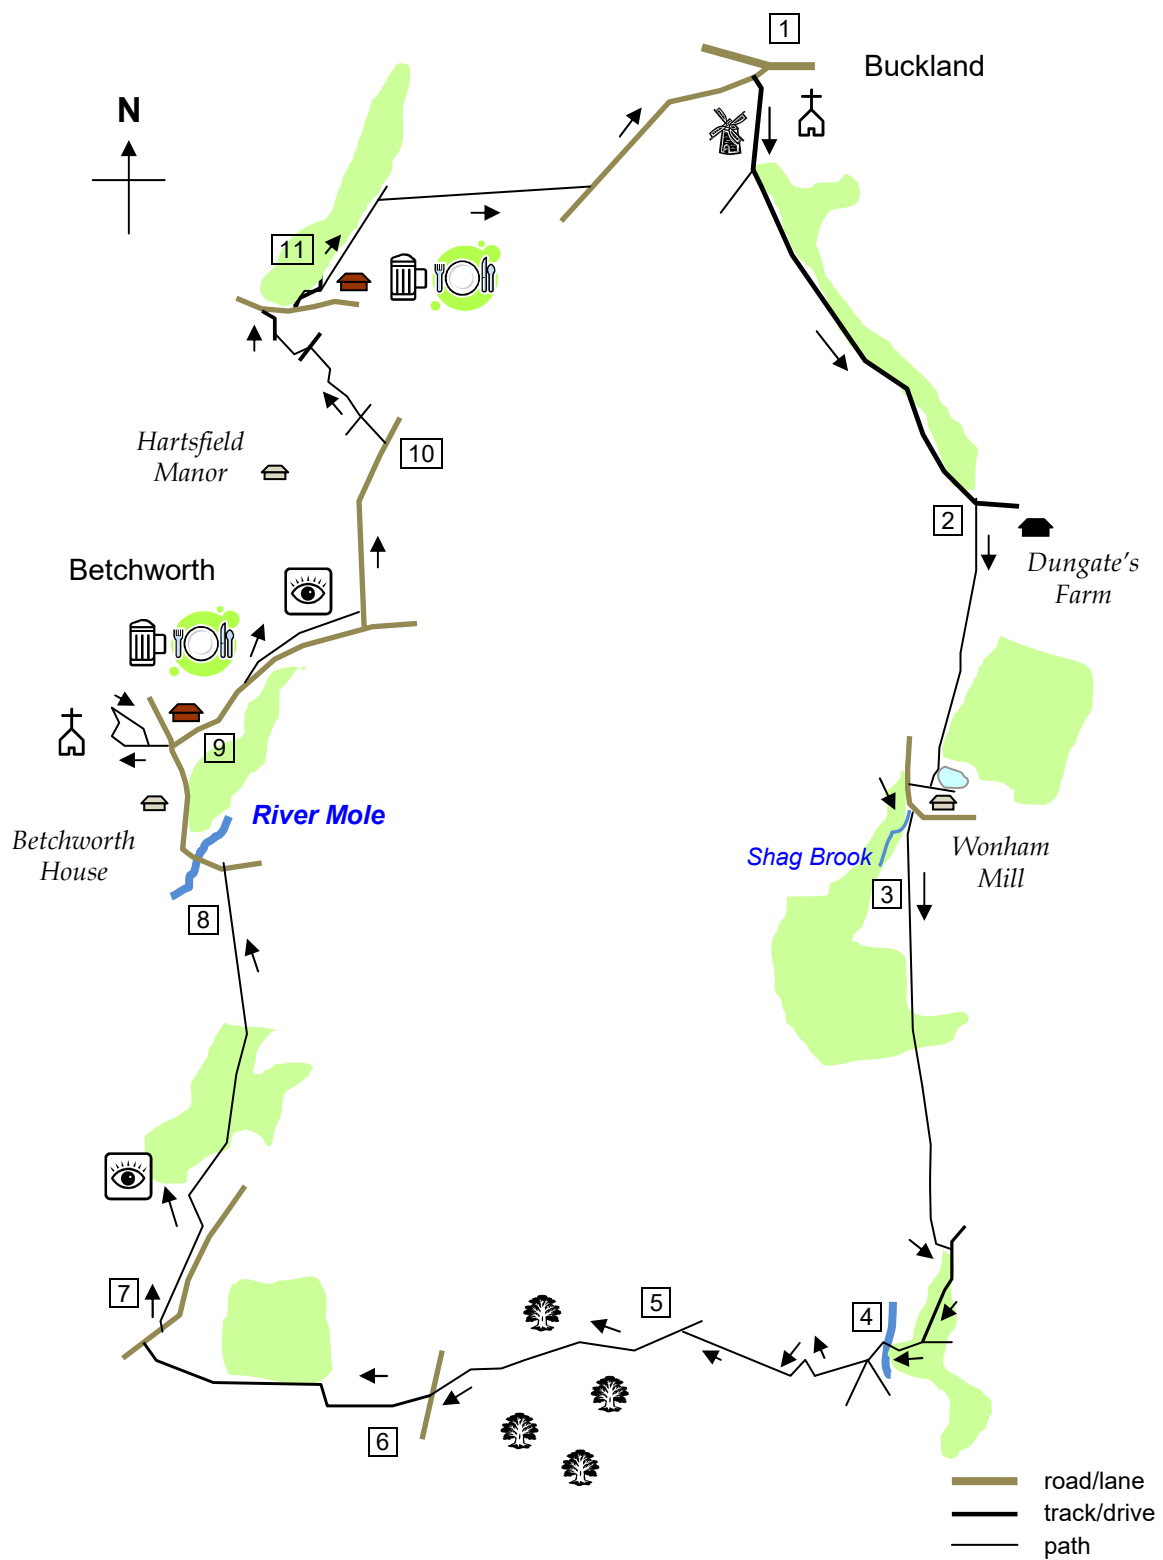 1
Buckland
N
11
Hartsfield
Manor
10
2
Dungate's
Farm
Betchworth
9
River Mole
Betchworth
House
Shag Brook
Wonham
Mill
3
8
7
5
4
6
road/lane
track/drive
path